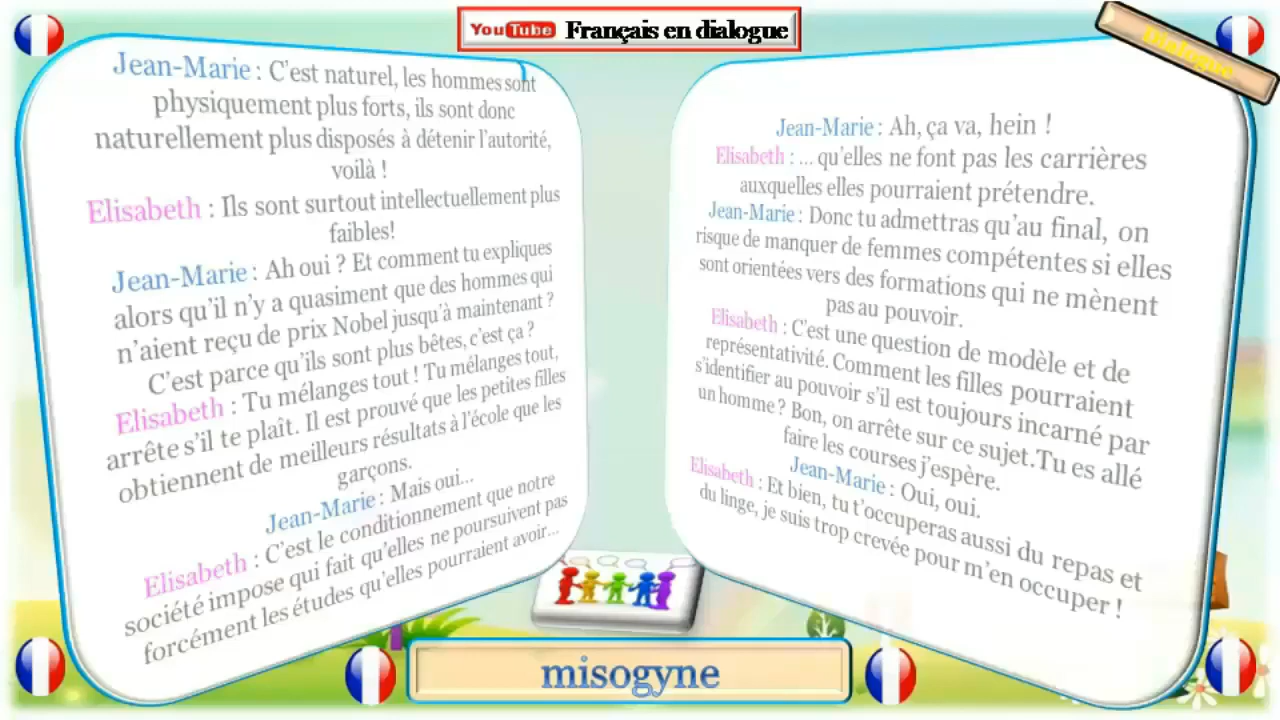 YouTube Français en dialogue
Dialogue
Jean-Marie : C'est naturel, les hommes sont
physiquement plus forts, ils sont donc
naturellement plus disposés à détenir l'autorité,
voilà !
Elisabeth : Ils sont surtout intellectuellement plus
faibles!
Jean-Marie : Ah oui ? Et comment tu expliques
alors qu'il n'y a quasiment que des hommes qui
n'aient reçu de prix Nobel jusqu'à maintenant ?
C'est parce qu'ils sont plus bêtes, c'est ça ?
Elisabeth : Tu mélanges tout ! Tu mélanges tout,
arrête s'il te plaît. Il est prouvé que les petites filles
obtiennent de meilleurs résultats à l'école que les
garçons.
Jean-Marie : Mais oui...
Elisabeth : C'est le conditionnement que notre
société impose qui fait qu'elles ne poursuivent pas
forcément les études qu'elles pourraient avoir...
Jean-Marie : Ah, ça va, hein !
Elisabeth : ... qu'elles ne font pas les carrières
auxquelles elles pourraient prétendre.
Jean-Marie : Donc tu admettras qu'au final, on
risque de manquer de femmes compétentes si elles
sont orientées vers des formations qui ne mènent
pas au pouvoir.
Elisabeth : C'est une question de modèle et de
représentativité. Comment les filles pourraient
s'identifier au pouvoir s'il est toujours incarné par
un homme ? Bon, on arrête sur ce sujet.Tu es allé
faire les courses j'espère.
Jean-Marie : Oui, oui.
Elisabeth : Et bien, tu t'occuperas aussi du repas et
du linge, je suis trop crevée pour m'en occuper !
misogyne